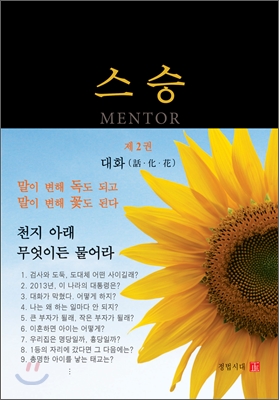 스승
MENTOR
제 2 권
대화 (話·化·花)
말이 변해 독도 되고
말이 변해 꽃도 된다
천지 아래
무엇이든 물어라
1. 검사와 도둑, 도대체 어떤 사이길래?
2. 2013년, 이 나라의 대통령은?
3. 대화가 막혔다. 어떻게 하지?
4. 나는 왜 하는 일마다 안 되지?
5. 큰 부자가 될래, 작은 부자가 될래?
6. 이혼하면 아이는 어떻게?
7. 우리집은 명당일까, 흉당일까?
8. 1등의 자리에 갔다면 그 다음에는?
9. 총명한 아이를 낳는 태교는?
⋮
정법시대
yes24